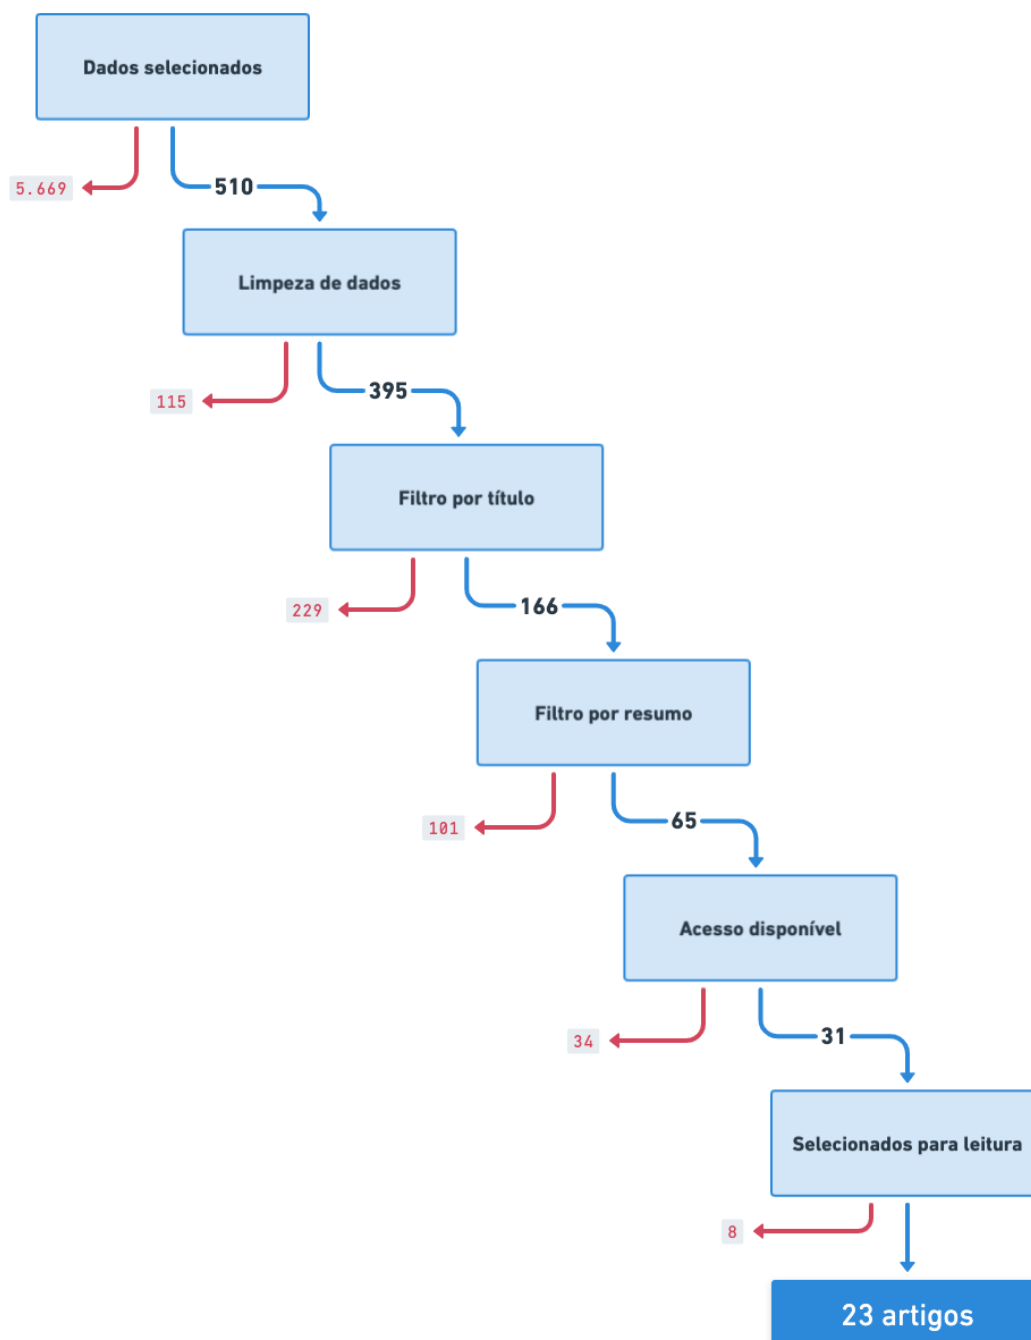 Dados selecionados
5.669
510
Limpeza de dados
115
395
Filtro por título
229
166
Filtro por resumo
101
65
Acesso disponível
34
31
Selecionados para leitura
8
23 artigos